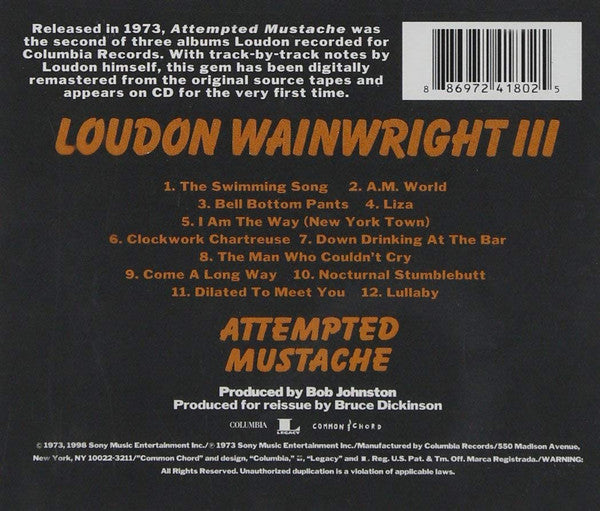 Released in 1973, Attempted Mustache was
the second of three albums Loudon recorded for
Columbia Records. With track-by-track notes by
Loudon himself, this gem has been digitally
remastered from the original source tapes and
appears on CD for the very first time.
8 86972 41802 5
LOUDON WAINWRIGHT III
1. The Swimming Song 2. A.M. World
3. Bell Bottom Pants 4. Liza
5. I Am The Way (New York Town)
6. Clockwork Chartreuse 7. Down Drinking At The Bar
8. The Man Who Couldn't Cry
9. Come A Long Way 10. Nocturnal Stumblebutt
11. Dilated To Meet You 12. Lullaby
ATTEMPTED
MUSTACHE
Produced by Bob Johnston
Produced for reissue by Bruce Dickinson
COLUMBIA LEGACY COMMON CHORD
© 1973, 1998 Sony Music Entertainment Inc./℗ 1973 Sony Music Entertainment Inc./Manufactured by Columbia Records/550 Madison Avenue,
New York, NY 10022-3211/"Common Chord" and design, "Columbia," , "Legacy" and . Reg. U.S. Pat. & Tm. Off. Marca Registrada./WARNING:
All Rights Reserved. Unauthorized duplication is a violation of applicable laws.